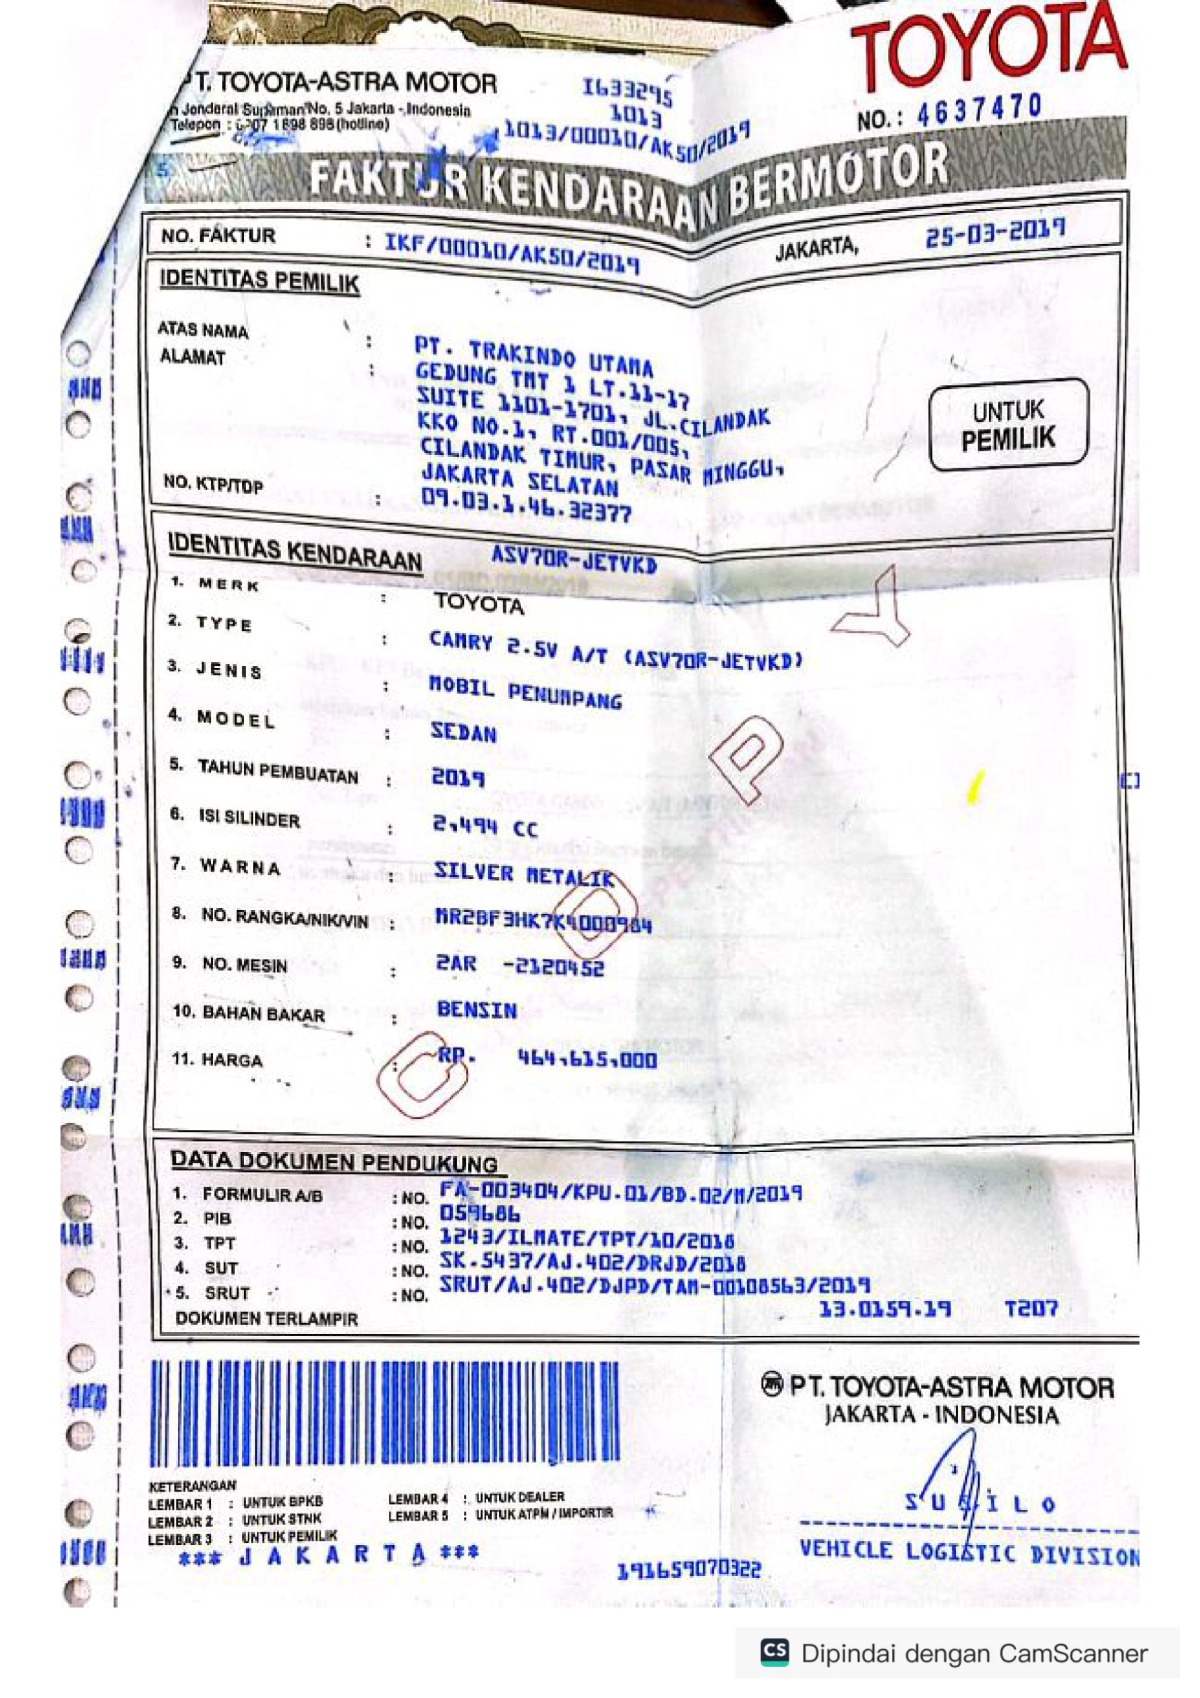 TOYOTA
PT. TOYOTA-ASTRA MOTOR
Jenderal Sudirman No. 5 Jakarta - Indonesia
Telepon : 1 898 898 (hotline)
I633295
1013
1013/00010/AK50/2019
NO. : 4637470
FAKTUR KENDARAAN BERMOTOR
NO. FAKTUR : IKF/00010/AK50/2019 JAKARTA, 25-03-2019
IDENTITAS PEMILIK
ATAS NAMA : PT. TRAKINDO UTAMA
ALAMAT : GEDUNG TMT 1 LT.11-17
SUITE 1101-1701, JL.CILANDAK
KKO NO.1, RT.001/005,
CILANDAK TIMUR, PASAR MINGGU,
JAKARTA SELATAN
NO. KTP/TDP : 09.03.1.46.32377
UNTUK
PEMILIK
IDENTITAS KENDARAAN ASV70R-JETVKD
1. MERK : TOYOTA
2. TYPE : CAMRY 2.5V A/T (ASV70R-JETVKD)
3. JENIS : MOBIL PENUMPANG
4. MODEL : SEDAN
5. TAHUN PEMBUATAN : 2019
6. ISI SILINDER : 2,494 CC
7. WARNA : SILVER METALIK
8. NO. RANGKA/NIK/VIN : MR2BF3HK7K4000984
9. NO. MESIN : 2AR -2120452
10. BAHAN BAKAR : BENSIN
11. HARGA : RP. 464,615,000
COPY
DATA DOKUMEN PENDUKUNG
1. FORMULIR A/B : NO. FA-003404/KPU.01/BD.02/M/2019
2. PIB : NO. 059686
3. TPT : NO. 1243/ILMATE/TPT/10/2018
4. SUT : NO. SK.5437/AJ.402/DRJD/2018
5. SRUT : NO. SRUT/AJ.402/DJPD/TAM-00108563/2019
DOKUMEN TERLAMPIR 13.0159.19 T207
PT. TOYOTA-ASTRA MOTOR
JAKARTA - INDONESIA
KETERANGAN
LEMBAR 1 : UNTUK BPKB LEMBAR 4 : UNTUK DEALER
LEMBAR 2 : UNTUK STNK LEMBAR 5 : UNTUK ATPM / IMPORTIR
LEMBAR 3 : UNTUK PEMILIK
*** J A K A R T A ***
S U S I L O
VEHICLE LOGISTIC DIVISION
191659070322
CS Dipindai dengan CamScanner